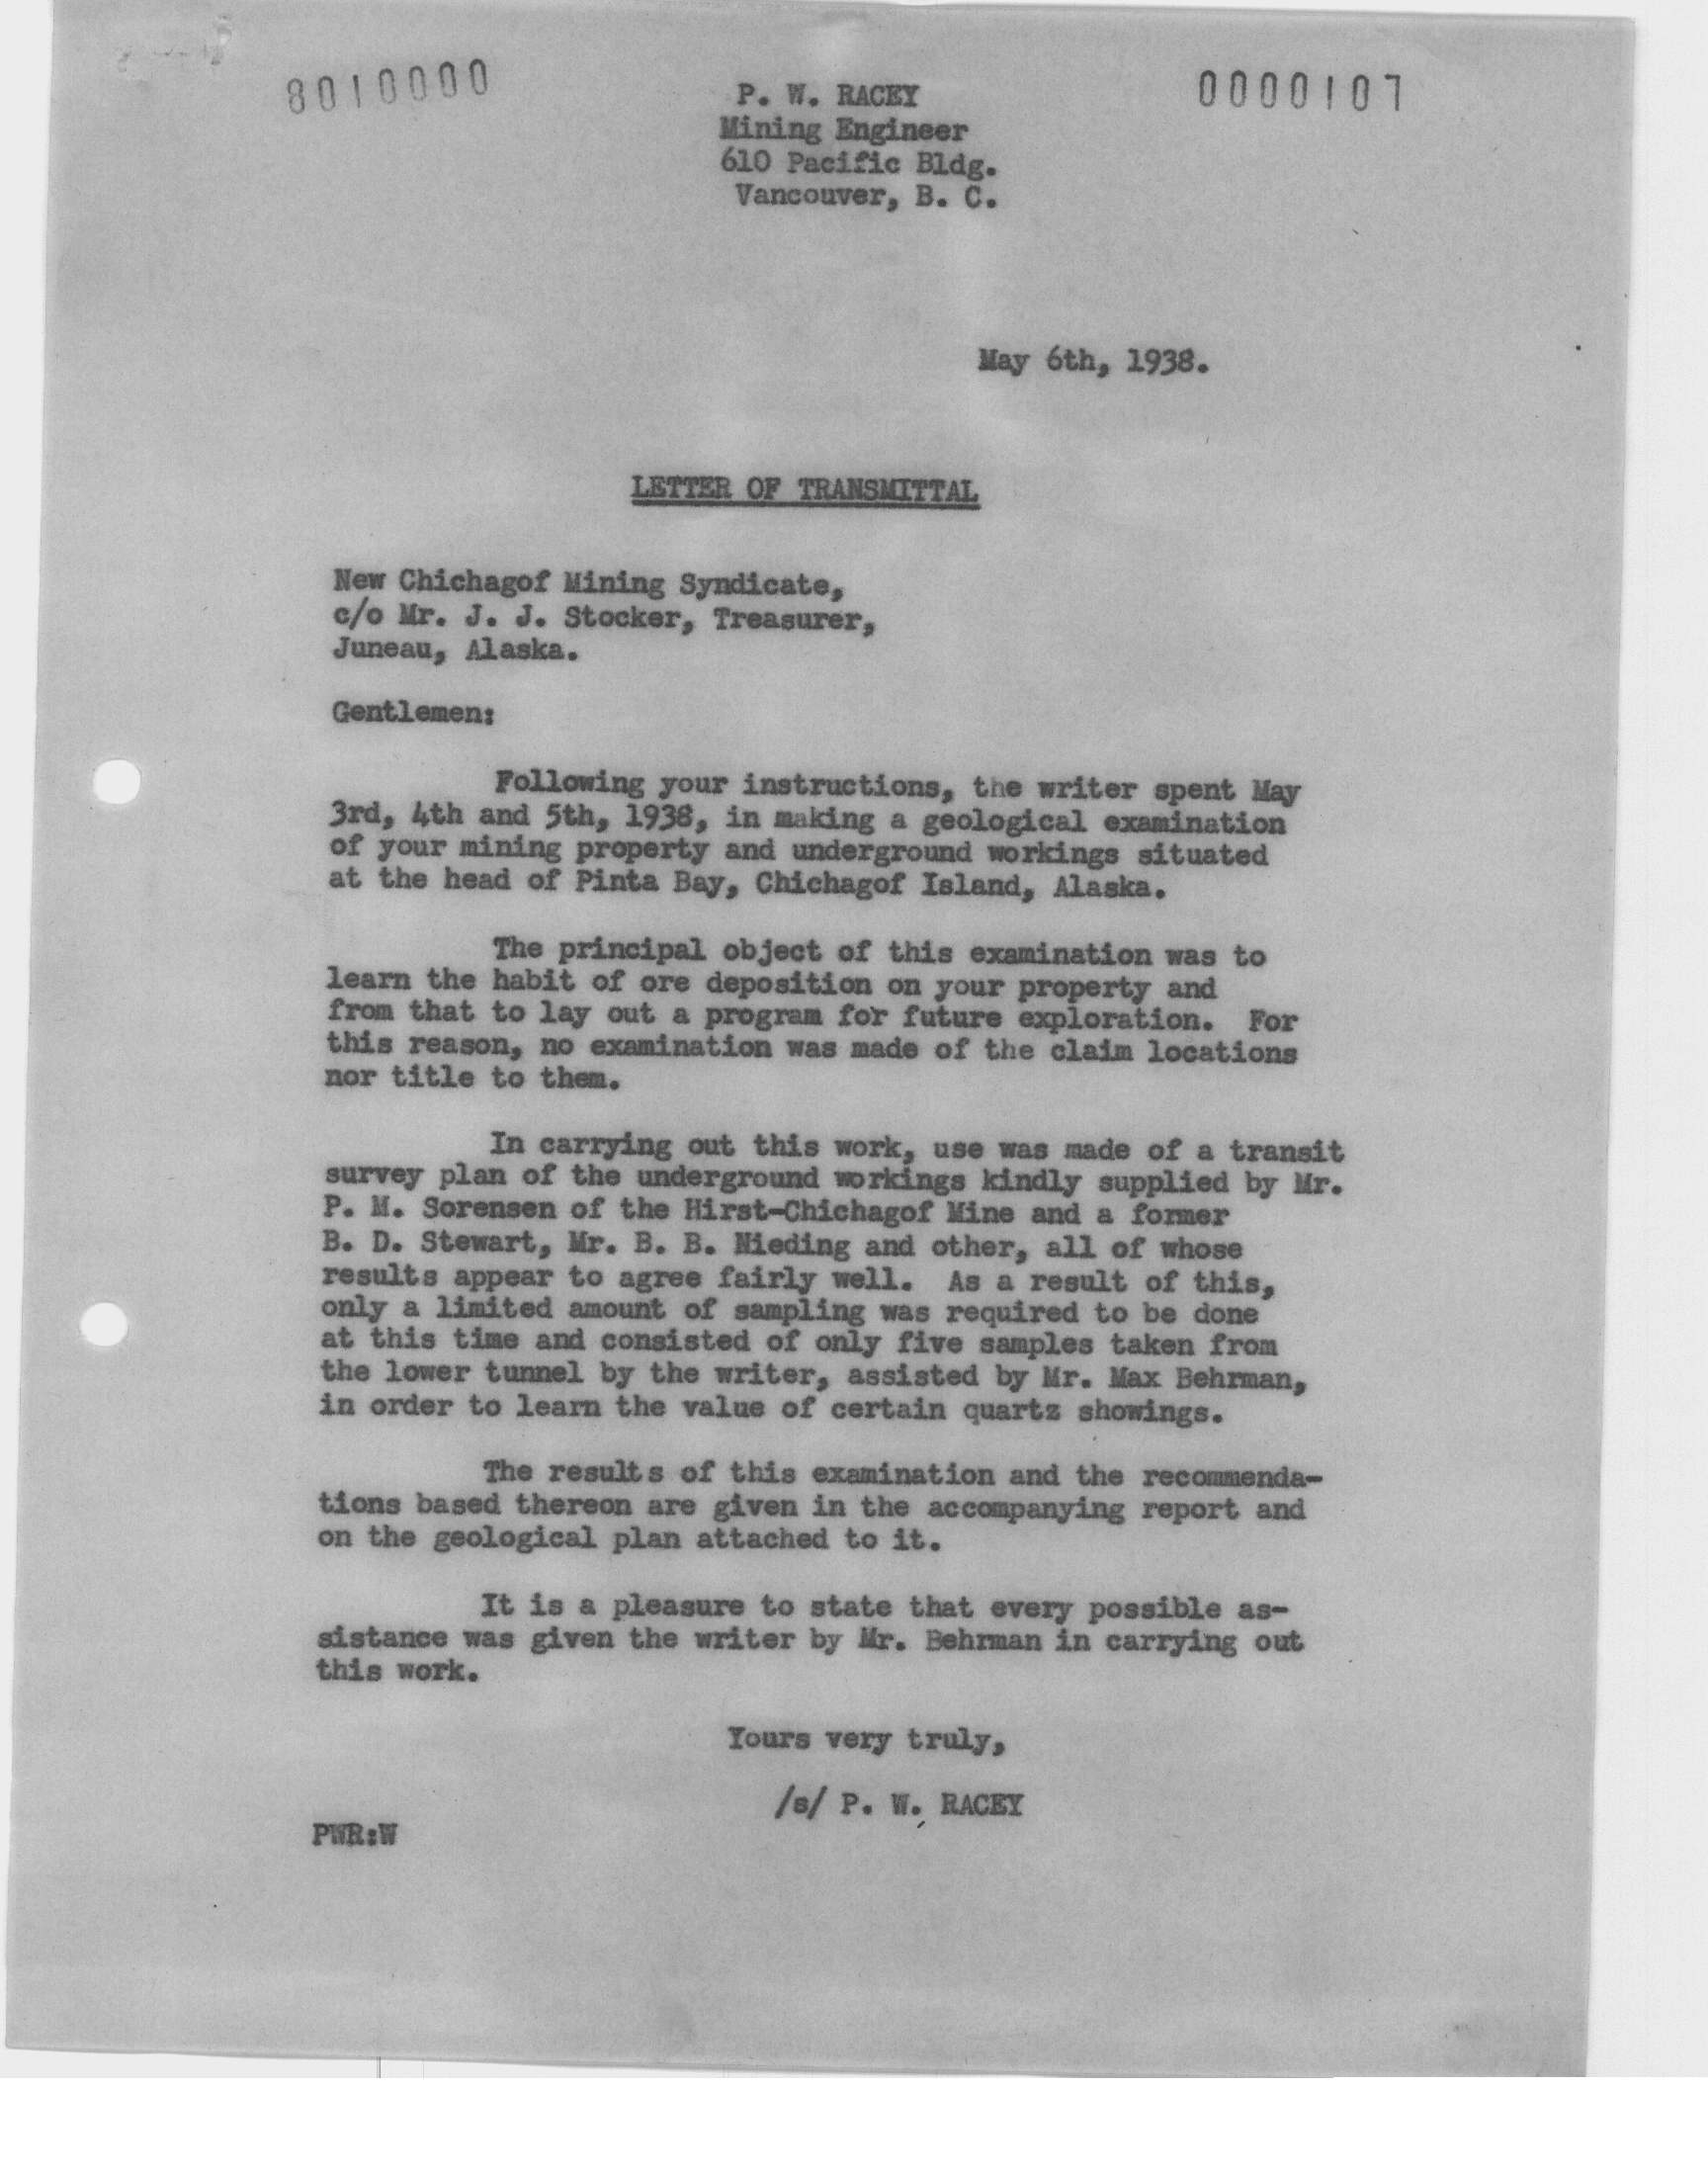 8010000
0000107
P. W. RACEY
Mining Engineer
610 Pacific Bldg.
Vancouver, B. C.
May 6th, 1938.
LETTER OF TRANSMITTAL
New Chichagof Mining Syndicate,
c/o Mr. J. J. Stocker, Treasurer,
Juneau, Alaska.
Gentlemen:
Following your instructions, the writer spent May
3rd, 4th and 5th, 1938, in making a geological examination
of your mining property and underground workings situated
at the head of Pinta Bay, Chichagof Island, Alaska.
The principal object of this examination was to
learn the habit of ore deposition on your property and
from that to lay out a program for future exploration. For
this reason, no examination was made of the claim locations
nor title to them.
In carrying out this work, use was made of a transit
survey plan of the underground workings kindly supplied by Mr.
P. M. Sorensen of the Hirst-Chichagof Mine and a former
B. D. Stewart, Mr. B. B. Nieding and other, all of whose
results appear to agree fairly well. As a result of this,
only a limited amount of sampling was required to be done
at this time and consisted of only five samples taken from
the lower tunnel by the writer, assisted by Mr. Max Behrman,
in order to learn the value of certain quartz showings.
The results of this examination and the recommenda-
tions based thereon are given in the accompanying report and
on the geological plan attached to it.
It is a pleasure to state that every possible as-
sistance was given the writer by Mr. Behrman in carrying out
this work.
Yours very truly,
/s/ P. W. RACEY
PWR:W